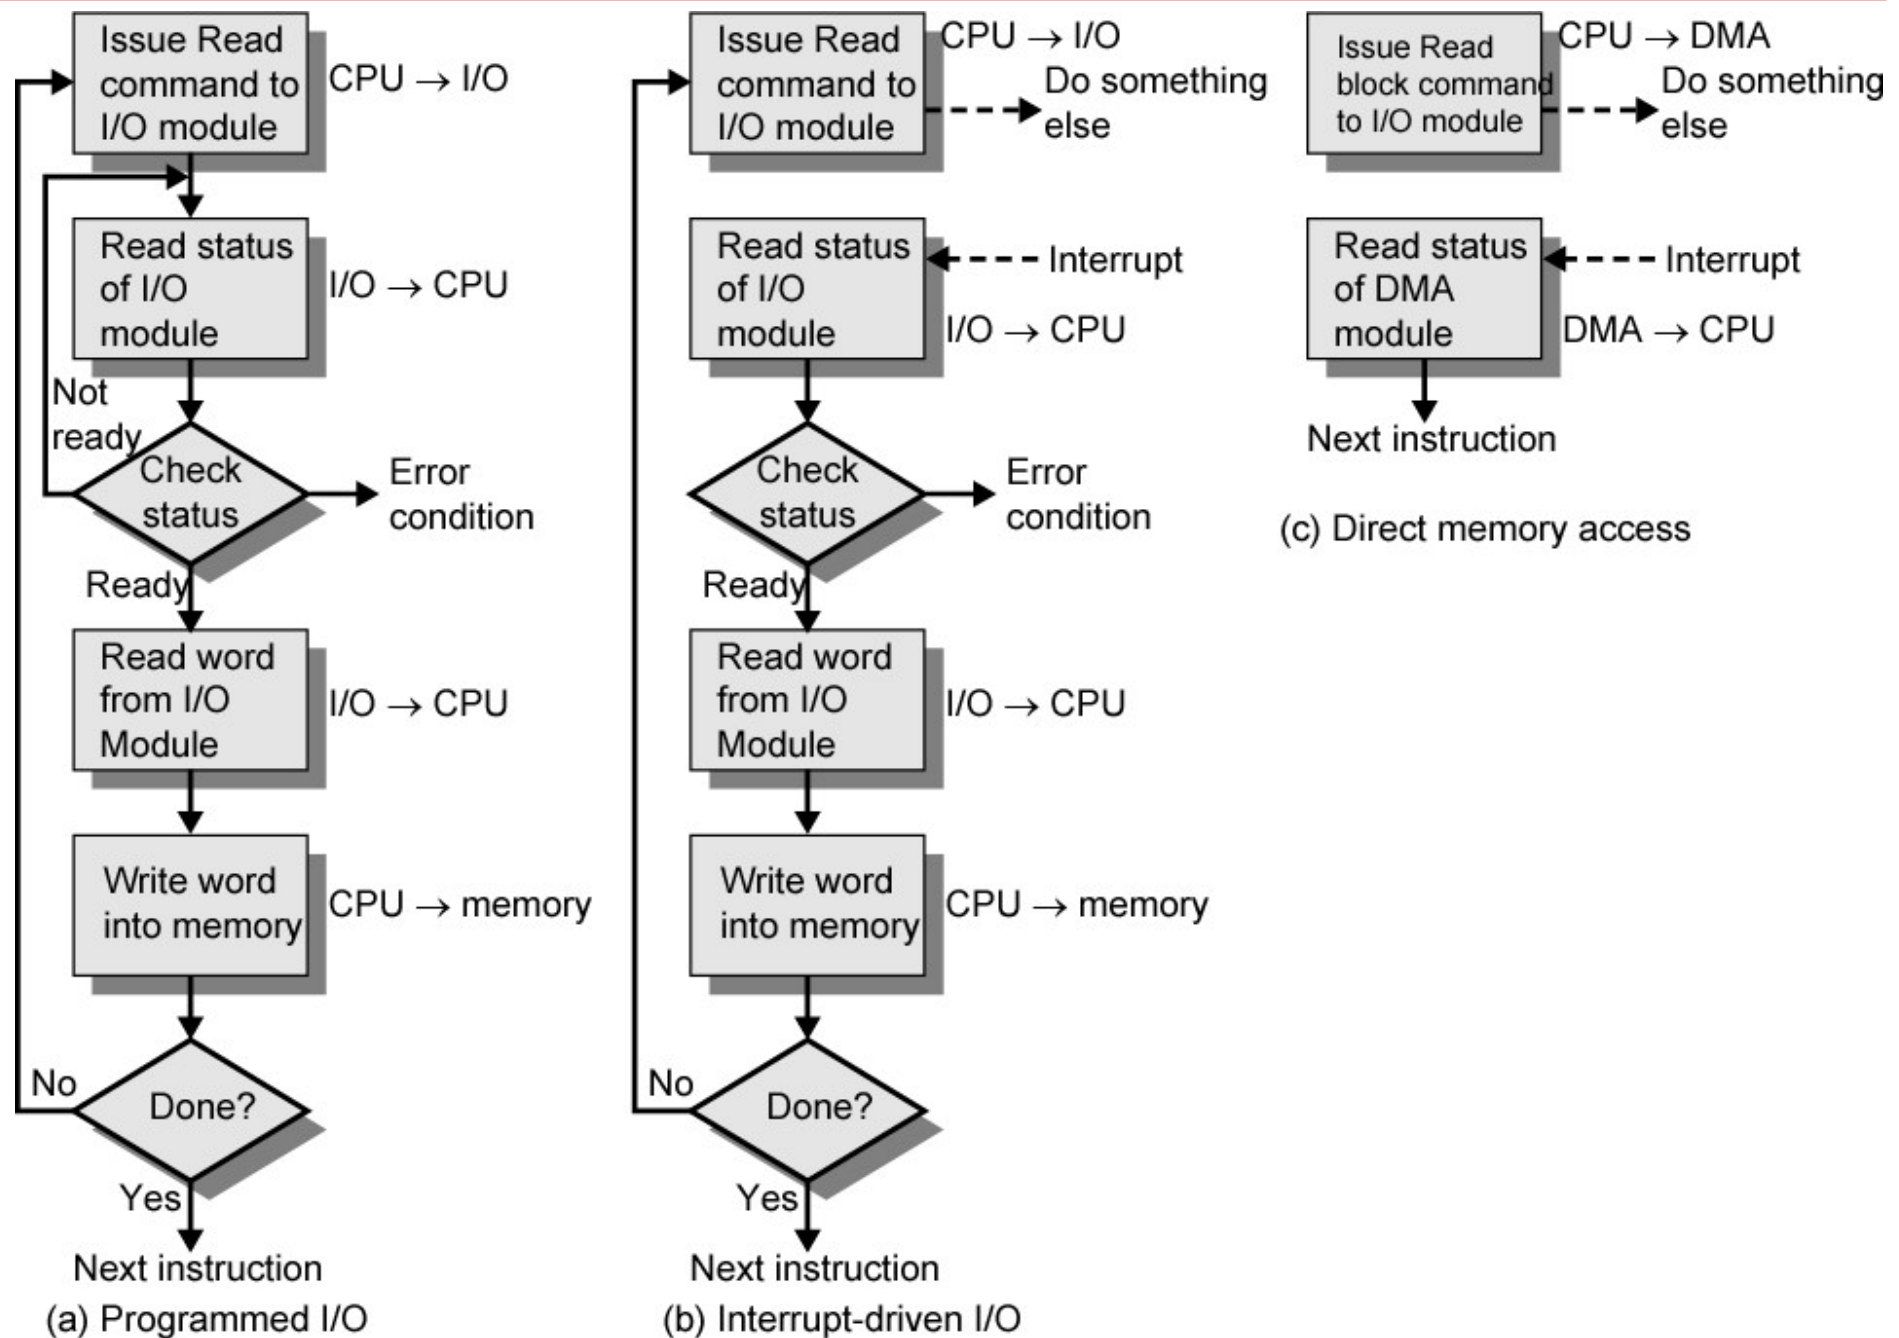 Issue Read
command to
I/O module
CPU → I/O
Read status
of I/O
module
I/O → CPU
Not
ready
Check
status
Error
condition
Ready
Read word
from I/O
Module
I/O → CPU
Write word
into memory
CPU → memory
No
Done?
Yes
Next instruction
(a) Programmed I/O
Issue Read
command to
I/O module
CPU → I/O
Do something
else
Read status
of I/O
module
Interrupt
I/O → CPU
Check
status
Error
condition
Ready
Read word
from I/O
Module
I/O → CPU
Write word
into memory
CPU → memory
No
Done?
Yes
Next instruction
(b) Interrupt-driven I/O
Issue Read
block command
to I/O module
CPU → DMA
Do something
else
Read status
of DMA
module
Interrupt
DMA → CPU
Next instruction
(c) Direct memory access